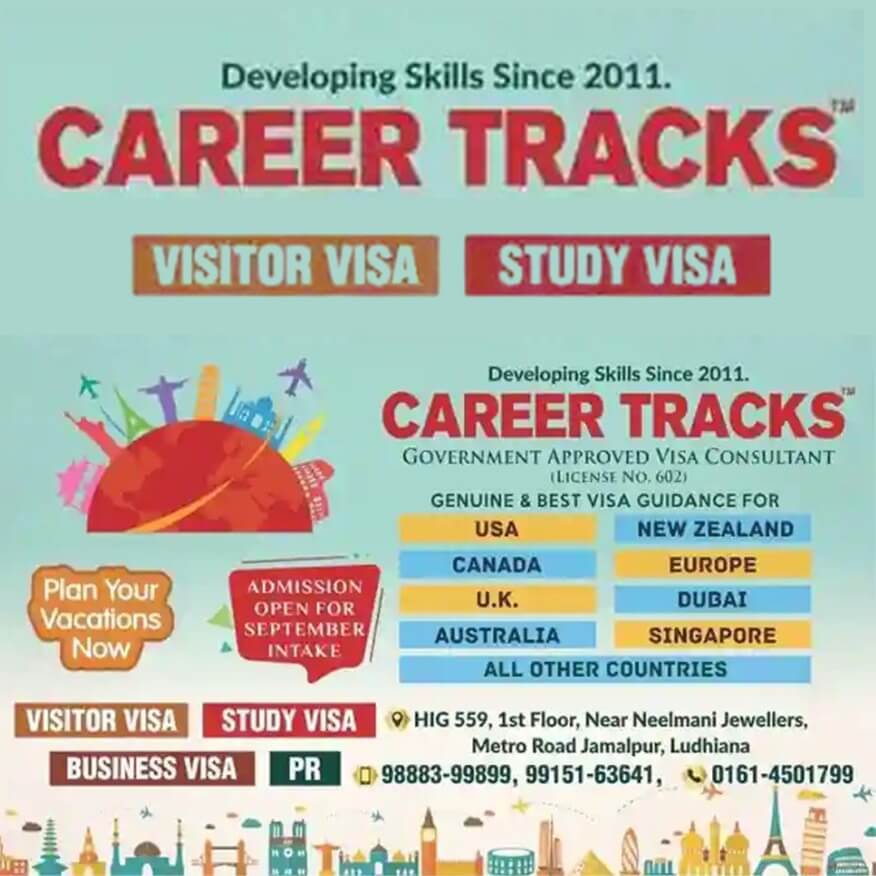 Developing Skills Since 2011.
CAREER TRACKS™
VISITOR VISA
STUDY VISA
Developing Skills Since 2011.
CAREER TRACKS™
GOVERNMENT APPROVED VISA CONSULTANT
(LICENSE NO. 602)
GENUINE & BEST VISA GUIDANCE FOR
USA
NEW ZEALAND
CANADA
EUROPE
U.K.
DUBAI
AUSTRALIA
SINGAPORE
ALL OTHER COUNTRIES
Plan Your
Vacations
Now
ADMISSION
OPEN FOR
SEPTEMBER
INTAKE
VISITOR VISA
STUDY VISA
BUSINESS VISA
PR
HIG 559, 1st Floor, Near Neelmani Jewellers,
Metro Road Jamalpur, Ludhiana
98883-99899, 99151-63641, 0161-4501799